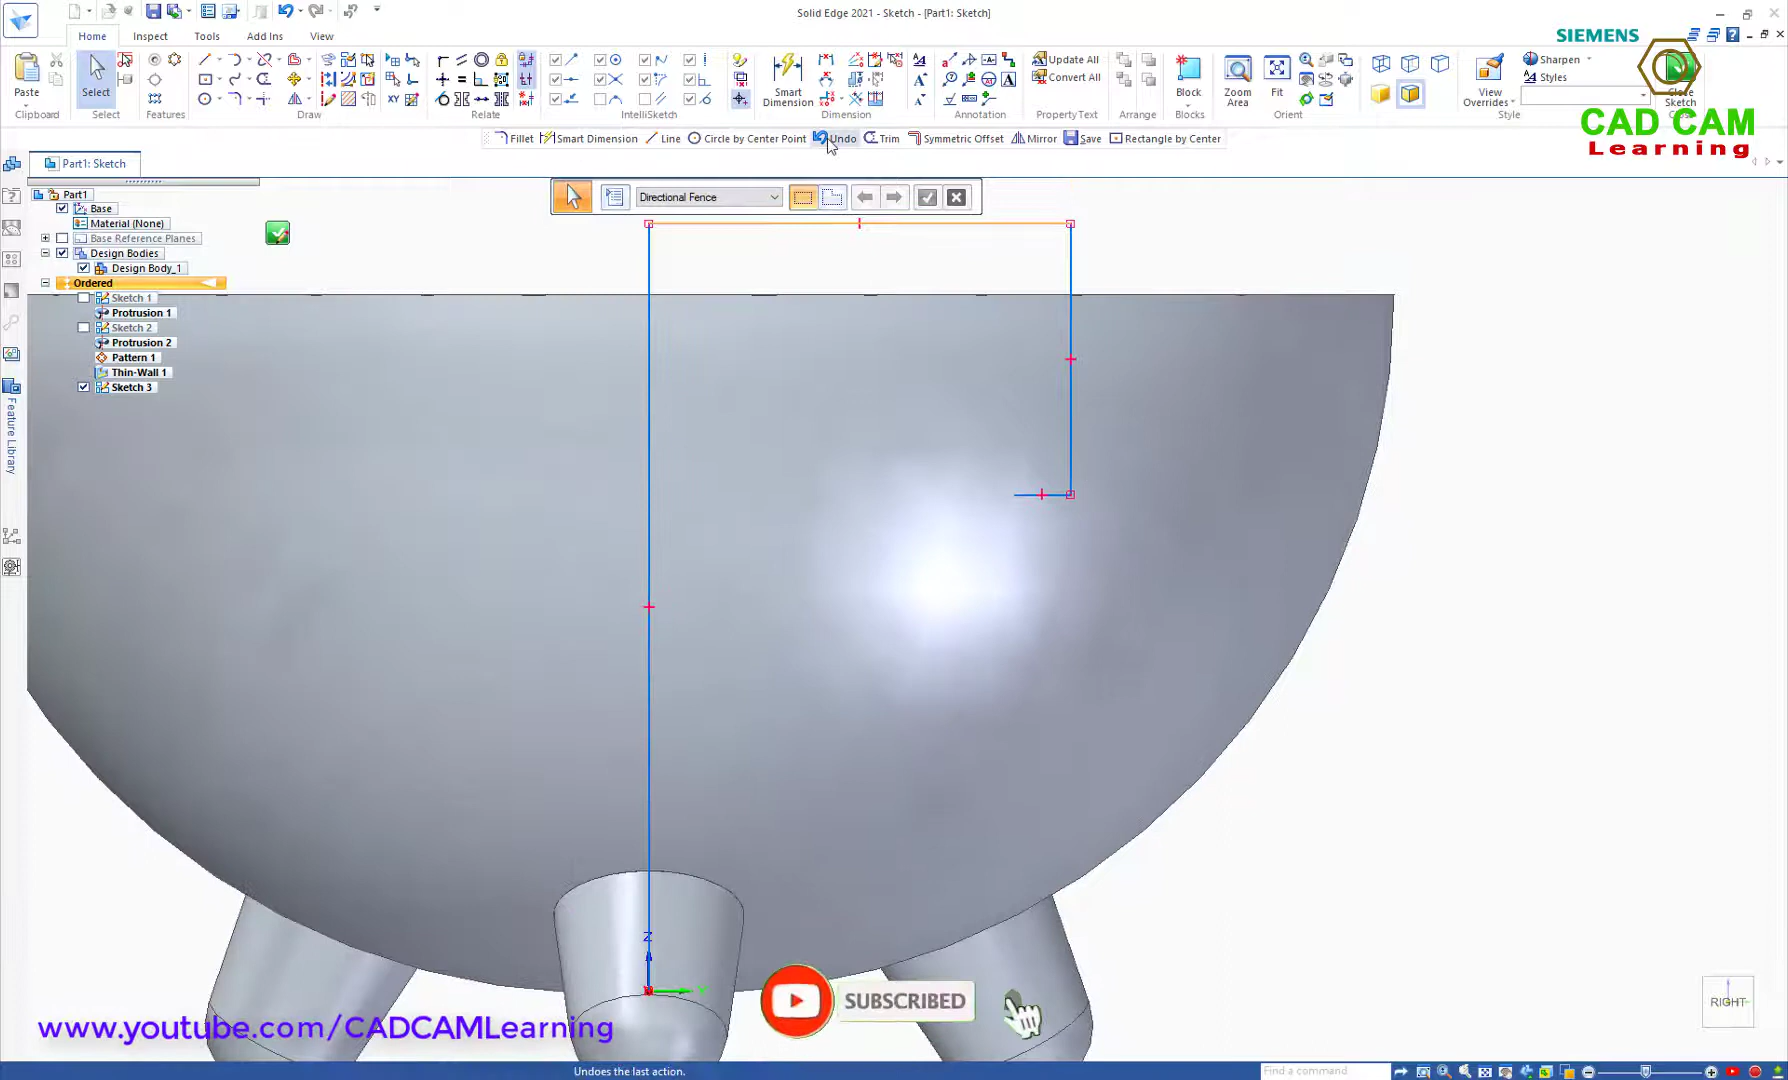 Solid Edge 2021 - Sketch - [Part1: Sketch]
Home
Inspect
Tools
Add Ins
View
SIEMENS
Paste
Select
Smart
Dimension
Update All
Convert All
Block
Zoom
Area
Fit
View
Overrides
Sharpen
Styles
Close
Sketch
Clipboard
Select
Features
Draw
Relate
IntelliSketch
Dimension
Annotation
PropertyText
Arrange
Blocks
Orient
Style
CAD CAM
Learning
Fillet
Smart Dimension
Line
Circle by Center Point
Undo
Trim
Symmetric Offset
Mirror
Save
Rectangle by Center
Part1: Sketch
Directional Fence
Part1
Base
Material (None)
Base Reference Planes
Design Bodies
Design Body_1
Ordered
Sketch 1
Protrusion 1
Sketch 2
Protrusion 2
Pattern 1
Thin-Wall 1
Sketch 3
Feature Library
Z
SUBSCRIBED
RIGHT
www.youtube.com/CADCAMLearning
Undoes the last action.
Find a command